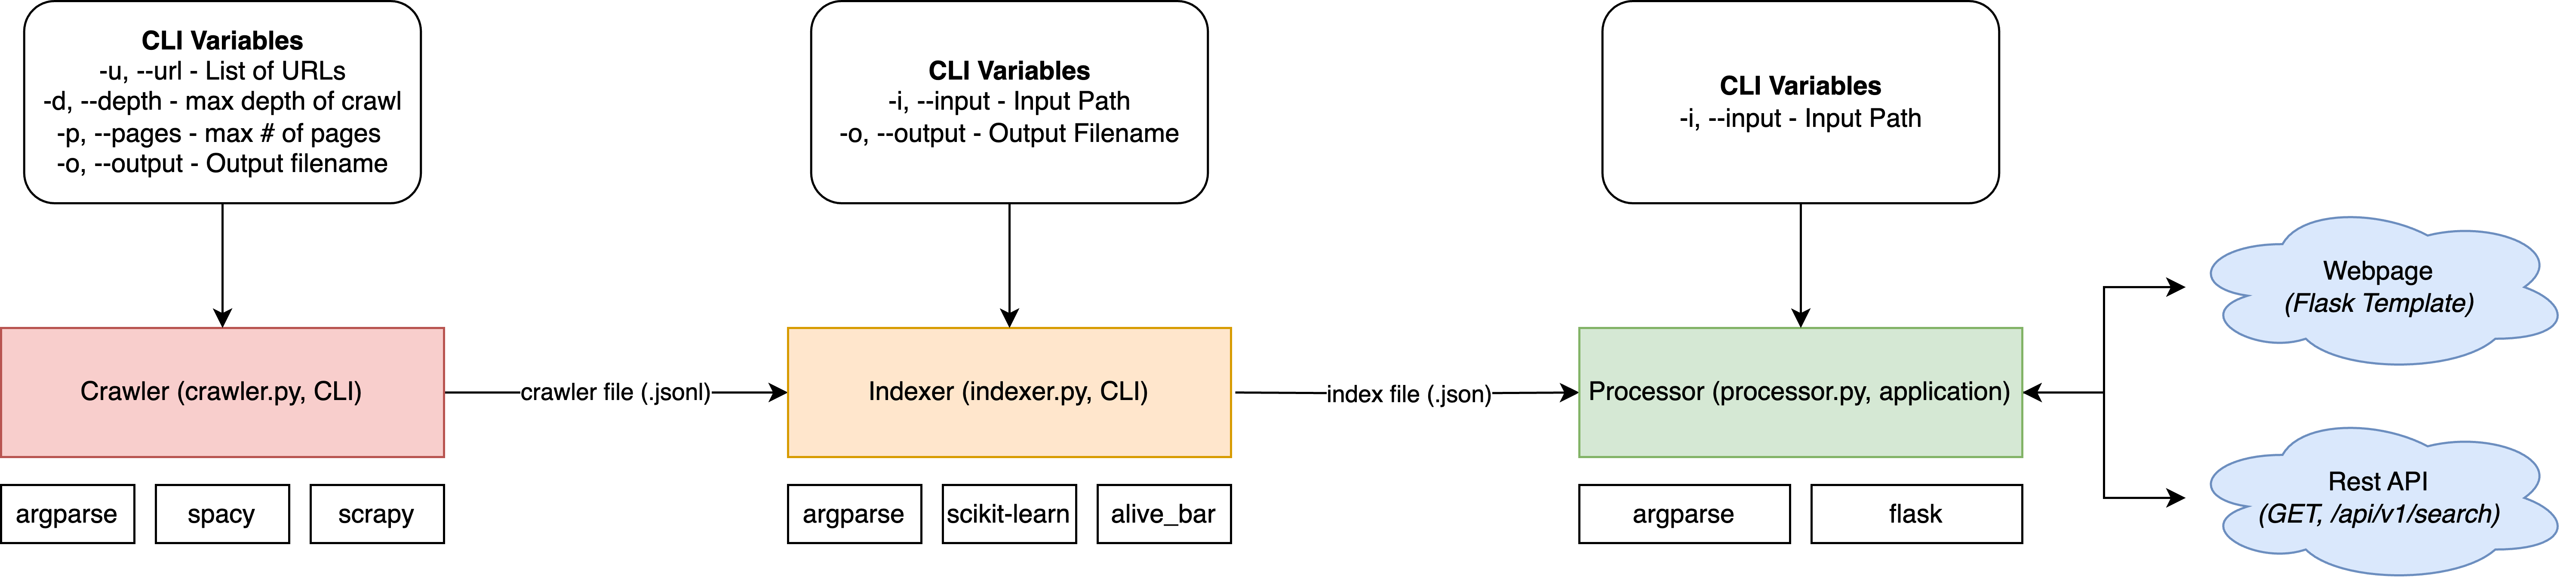 CLI Variables
-u, --url - List of URLs
-d, --depth - max depth of crawl
-p, --pages - max # of pages
-o, --output - Output filename
CLI Variables
-i, --input - Input Path
-o, --output - Output Filename
CLI Variables
-i, --input - Input Path
Crawler (crawler.py, CLI)
crawler file (.jsonl)
Indexer (indexer.py, CLI)
index file (.json)
Processor (processor.py, application)
Webpage
(Flask Template)
Rest API
(GET, /api/v1/search)
argparse
spacy
scrapy
argparse
scikit-learn
alive_bar
argparse
flask